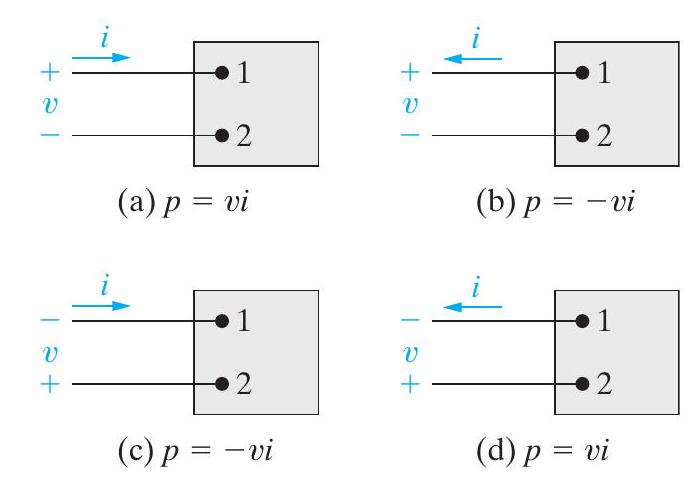 i i
+ 1 + 1
v v
− 2 − 2
(a) p = vi (b) p = −vi
i i
− 1 − 1
v v
+ 2 + 2
(c) p = −vi (d) p = vi